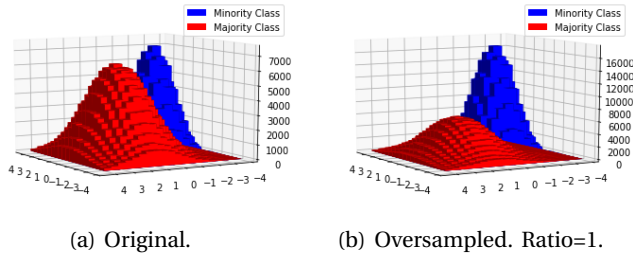 Minority Class
Majority Class
7000
6000
5000
4000
3000
2000
1000
0
4 3 2 1 0 −1 −2 −3 −4
4 3 2 1 0 −1 −2 −3 −4
(a) Original.
Minority Class
Majority Class
16000
14000
12000
10000
8000
6000
4000
2000
0
4 3 2 1 0 −1 −2 −3 −4
4 3 2 1 0 −1 −2 −3 −4
(b) Oversampled. Ratio=1.